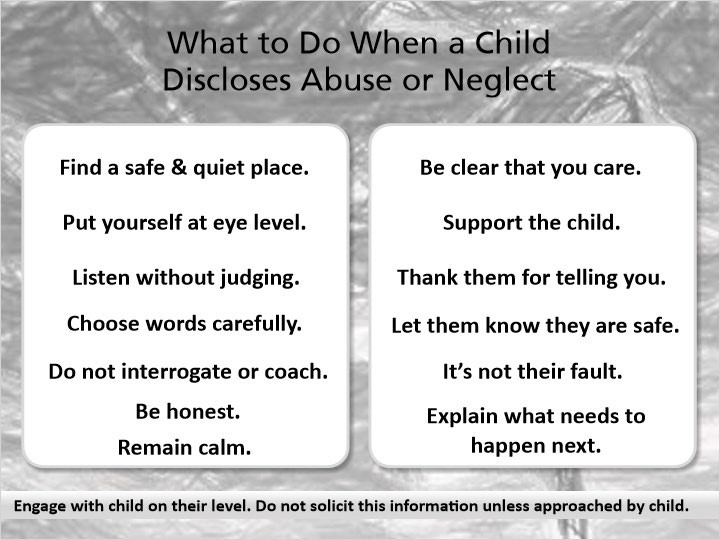 What to Do When a Child
Discloses Abuse or Neglect
Find a safe & quiet place.
Put yourself at eye level.
Listen without judging.
Choose words carefully.
Do not interrogate or coach.
Be honest.
Remain calm.
Be clear that you care.
Support the child.
Thank them for telling you.
Let them know they are safe.
It’s not their fault.
Explain what needs to
happen next.
Engage with child on their level. Do not solicit this information unless approached by child.